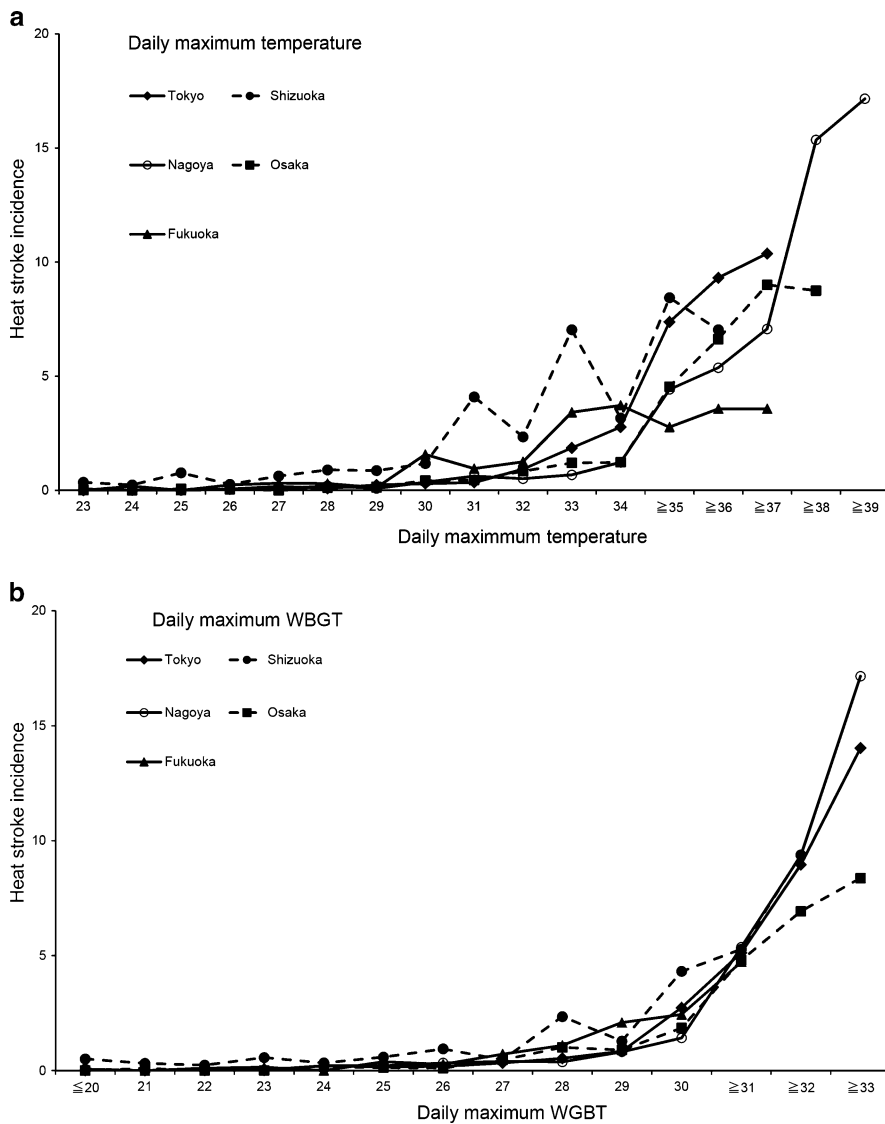 a
20
Daily maximum temperature
Tokyo Shizuoka
Nagoya Osaka
Fukuoka
15
10
5
0
Heat stroke incidence
23 24 25 26 27 28 29 30 31 32 33 34 ≧35 ≧36 ≧37 ≧38 ≧39
Daily maximmum temperature
b
20
Daily maximum WBGT
Tokyo Shizuoka
Nagoya Osaka
Fukuoka
15
10
5
0
Heat stroke incidence
≦20 21 22 23 24 25 26 27 28 29 30 ≧31 ≧32 ≧33
Daily maximum WGBT